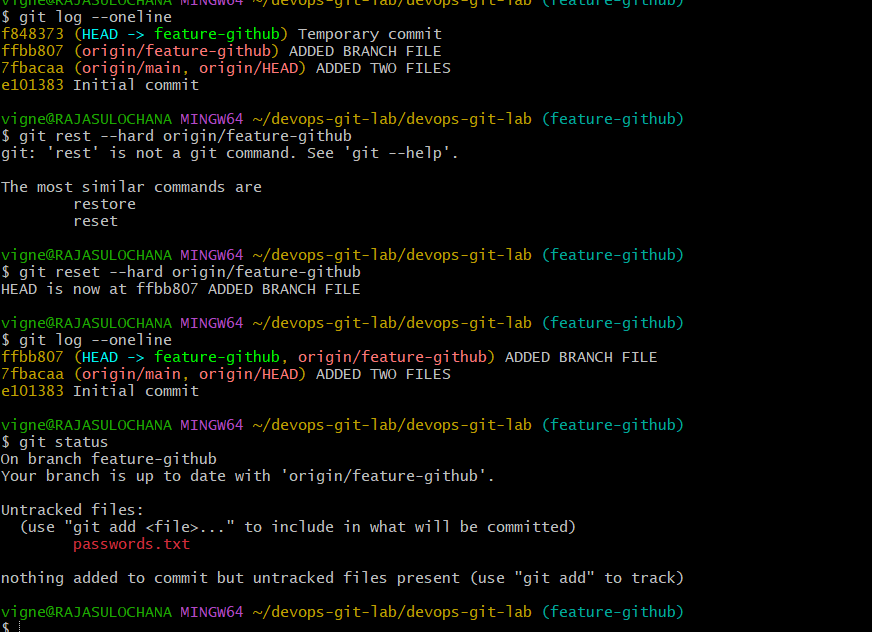 vigne@RAJASULOCHANA MINGW64 ~/devops-git-lab/devops-git-lab (feature-github)
$ git log --oneline
f848373 (HEAD -> feature-github) Temporary commit
ffbb807 (origin/feature-github) ADDED BRANCH FILE
7fbacaa (origin/main, origin/HEAD) ADDED TWO FILES
e101383 Initial commit
vigne@RAJASULOCHANA MINGW64 ~/devops-git-lab/devops-git-lab (feature-github)
$ git rest --hard origin/feature-github
git: 'rest' is not a git command. See 'git --help'.
The most similar commands are
restore
reset
vigne@RAJASULOCHANA MINGW64 ~/devops-git-lab/devops-git-lab (feature-github)
$ git reset --hard origin/feature-github
HEAD is now at ffbb807 ADDED BRANCH FILE
vigne@RAJASULOCHANA MINGW64 ~/devops-git-lab/devops-git-lab (feature-github)
$ git log --oneline
ffbb807 (HEAD -> feature-github, origin/feature-github) ADDED BRANCH FILE
7fbacaa (origin/main, origin/HEAD) ADDED TWO FILES
e101383 Initial commit
vigne@RAJASULOCHANA MINGW64 ~/devops-git-lab/devops-git-lab (feature-github)
$ git status
On branch feature-github
Your branch is up to date with 'origin/feature-github'.
Untracked files:
(use "git add <file>..." to include in what will be committed)
passwords.txt
nothing added to commit but untracked files present (use "git add" to track)
vigne@RAJASULOCHANA MINGW64 ~/devops-git-lab/devops-git-lab (feature-github)
$